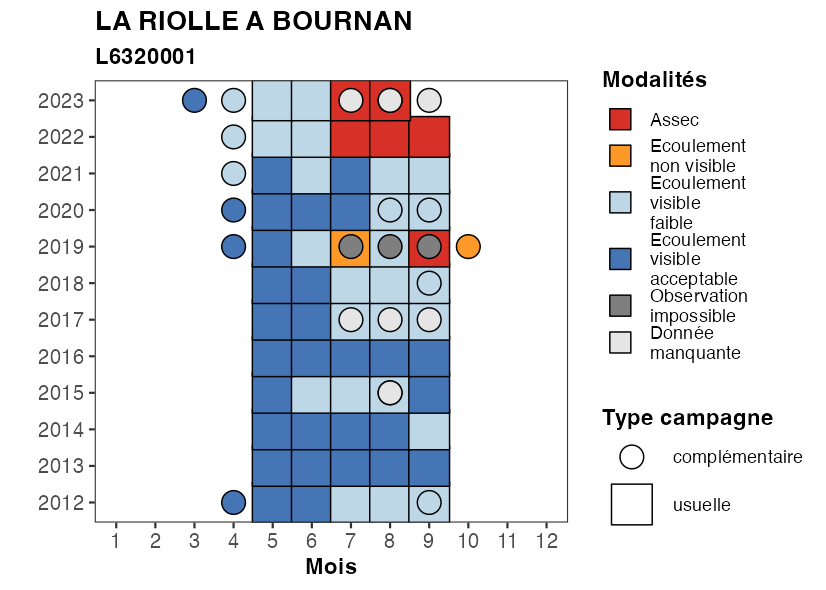 LA RIOLLE A BOURNAN
L6320001
2023
2022
2021
2020
2019
2018
2017
2016
2015
2014
2013
2012
1 2 3 4 5 6 7 8 9 10 11 12
Mois
Modalités
Assec
Ecoulement
non visible
Ecoulement
visible
faible
Ecoulement
visible
acceptable
Observation
impossible
Donnée
manquante
Type campagne
complémentaire
usuelle